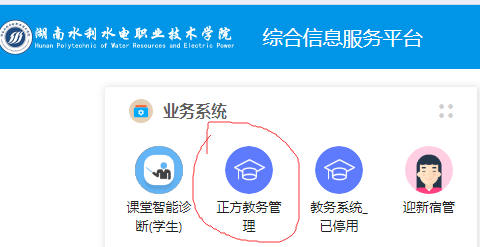 湖南水利水电职业技术学院
Hunan Polytechnic of Water Resources and Electric Power
综合信息服务平台
业务系统
课堂智能诊
断(学生)
正方教务管
理
教务系统_
已停用
迎新宿管